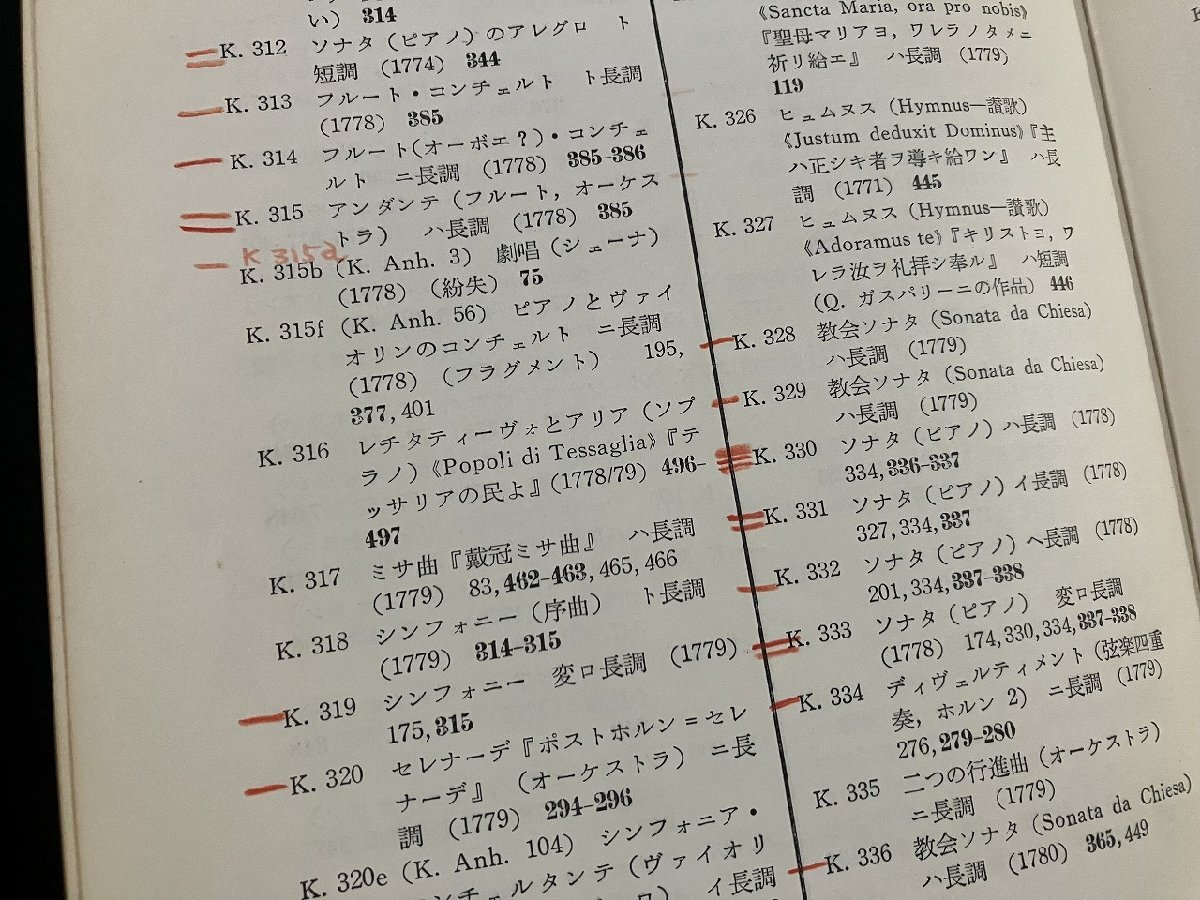 い) 314
K. 312 ソナタ(ピアノ)のアレグロ ト
短調 (1774) 344
K. 313 フルート・コンチェルト ト長調
(1778) 385
K. 314 フルート(オーボエ?)・コンチェ
ルト ニ長調 (1778) 385-386
K. 315 アンダンテ(フルート, オーケス
トラ) ハ長調 (1778) 385
K 315a
K. 315b (K. Anh. 3) 劇唱(シェーナ)
(1778) (紛失) 75
K. 315f (K. Anh. 56) ピアノとヴァイ
オリンのコンチェルト ニ長調
(1778) (フラグメント) 195,
377, 401
K. 316 レチタティーヴォとアリア(ソプ
ラノ)《Popoli di Tessaglia》『テ
ッサリアの民よ』(1778/79) 496-
497
K. 317 ミサ曲『戴冠ミサ曲』 ハ長調
(1779) 83, 462-463, 465, 466
K. 318 シンフォニー(序曲) ト長調
(1779) 314-315
K. 319 シンフォニー 変ロ長調 (1779)
175, 315
K. 320 セレナーデ『ポストホルン=セレ
ナーデ』 (オーケストラ) ニ長
調 (1779) 294-296
K. 320e (K. Anh. 104) シンフォニア・
ンチェルタンテ(ヴァイオリ
イ長調
《Sancta Maria, ora pro nobis》
『聖母マリアヨ, ワレラノタメニ
祈リ給エ』 ハ長調 (1779)
119
K. 326 ヒュムヌス(Hymnus—讃歌)
《Justum deduxit Dominus》『主
ハ正シキ者ヲ導キ給ワン』 ハ長
調 (1771) 445
K. 327 ヒュムヌス(Hymnus—讃歌)
《Adoramus te》『キリストヨ, ワ
レラ汝ヲ礼拝シ奉ル』 ハ短調
(Q. ガスパリーニの作品) 446
K. 328 教会ソナタ(Sonata da Chiesa)
ハ長調 (1779)
K. 329 教会ソナタ(Sonata da Chiesa)
ハ長調 (1779)
K. 330 ソナタ(ピアノ)ハ長調 (1778)
334, 336-337
K. 331 ソナタ(ピアノ)イ長調 (1778)
327, 334, 337
K. 332 ソナタ(ピアノ)ヘ長調 (1778)
201, 334, 337-338
K. 333 ソナタ(ピアノ) 変ロ長調
(1778) 174, 330, 334, 337-338
K. 334 ディヴェルティメント(弦楽四重
奏, ホルン 2) ニ長調 (1779)
276, 279-280
K. 335 二つの行進曲(オーケストラ)
ニ長調 (1779)
K. 336 教会ソナタ(Sonata da Chiesa)
ハ長調 (1780) 365, 449